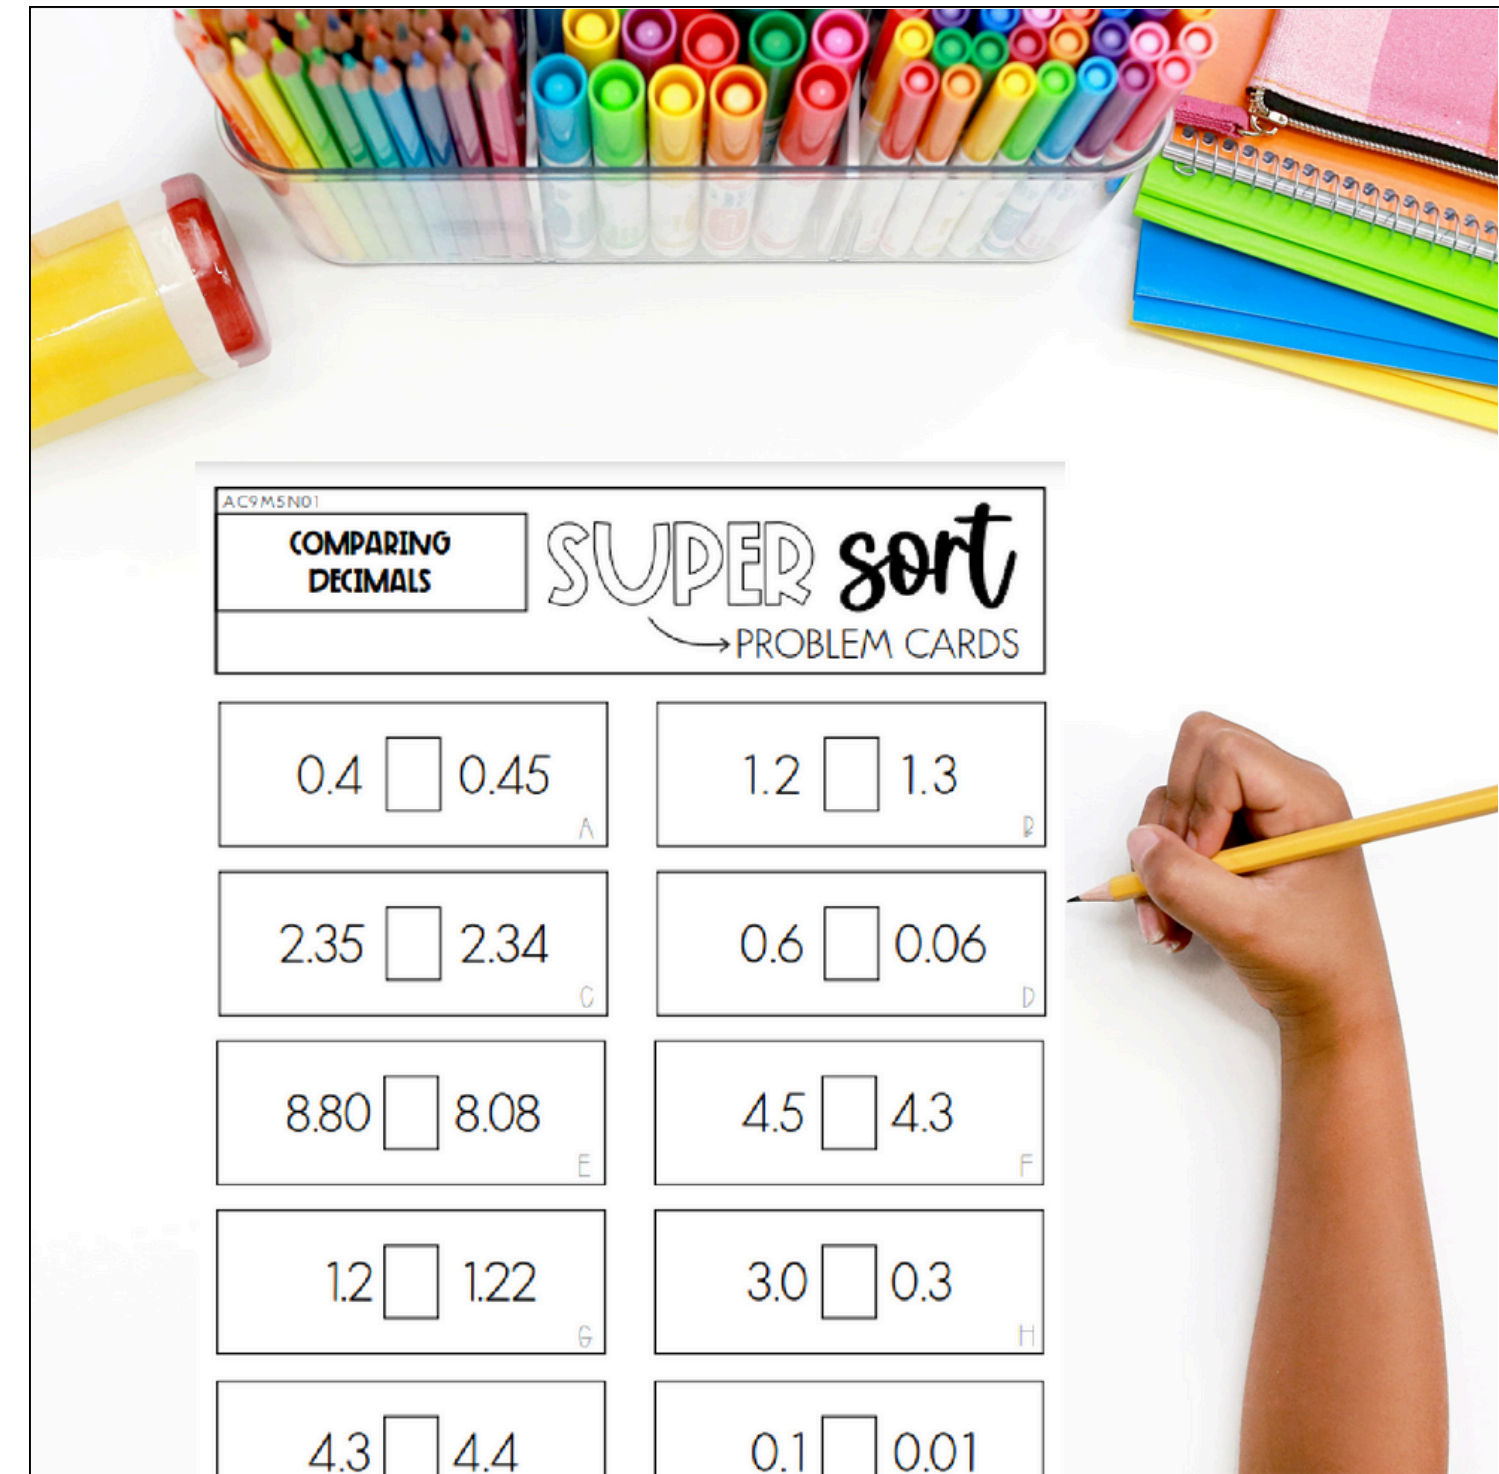 AC9M5N01
COMPARING
DECIMALS
SUPER sort
PROBLEM CARDS
0.4 0.45
A
1.2 1.3
B
2.35 2.34
C
0.6 0.06
D
8.80 8.08
E
4.5 4.3
F
1.2 1.22
G
3.0 0.3
H
4.3 4.4
0.1 0.01